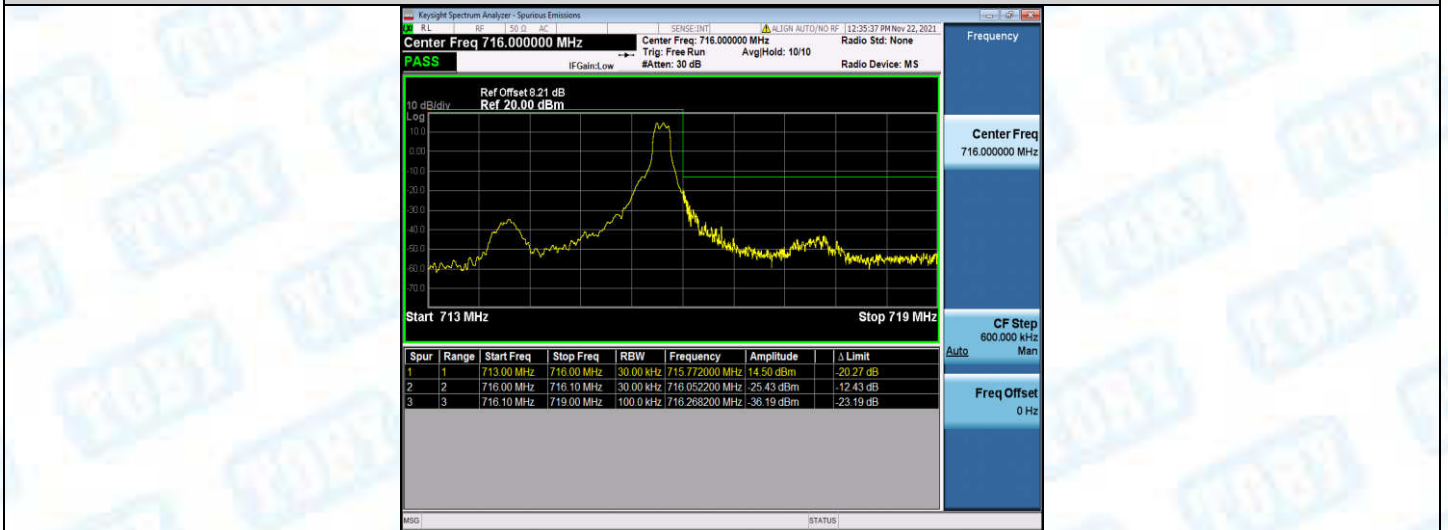 Keysight Spectrum Analyzer - Spurious Emissions
RL RF 50 Ω AC SENSE:INT ALIGN AUTO/NO RF 12:35:37 PM Nov 22, 2021
Center Freq 716.000000 MHz Center Freq: 716.000000 MHz Radio Std: None
Trig: Free Run Avg|Hold: 10/10
PASS IFGain:Low #Atten: 30 dB Radio Device: MS
Ref Offset 8.21 dB
10 dB/div Ref 20.00 dBm
Log
10.0
0.00
-10.0
-20.0
-30.0
-40.0
-50.0
-60.0
-70.0
Start 713 MHz Stop 719 MHz
Spur Range Start Freq Stop Freq RBW Frequency Amplitude Δ Limit
1 1 713.00 MHz 716.00 MHz 30.00 kHz 715.772000 MHz 14.50 dBm -20.27 dB
2 2 716.00 MHz 716.10 MHz 30.00 kHz 716.052200 MHz -25.43 dBm -12.43 dB
3 3 716.10 MHz 719.00 MHz 100.0 kHz 716.268200 MHz -36.19 dBm -23.19 dB
MSG STATUS
Frequency
Center Freq
716.000000 MHz
CF Step
600.000 kHz
Auto Man
Freq Offset
0 Hz
TOBY